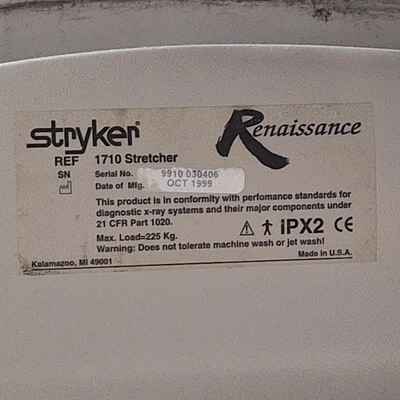 stryker® Renaissance
REF 1710 Stretcher
SN Serial No. 9910 030406
Date of Mfg. OCT 1999
This product is in conformity with perfomance standards for
diagnostic x-ray systems and their major components under
21 CFR Part 1020.
Max. Load=225 Kg. IPX2 CE
Warning: Does not tolerate machine wash or jet wash!
Kalamazoo, MI 49001 Made in U.S.A.